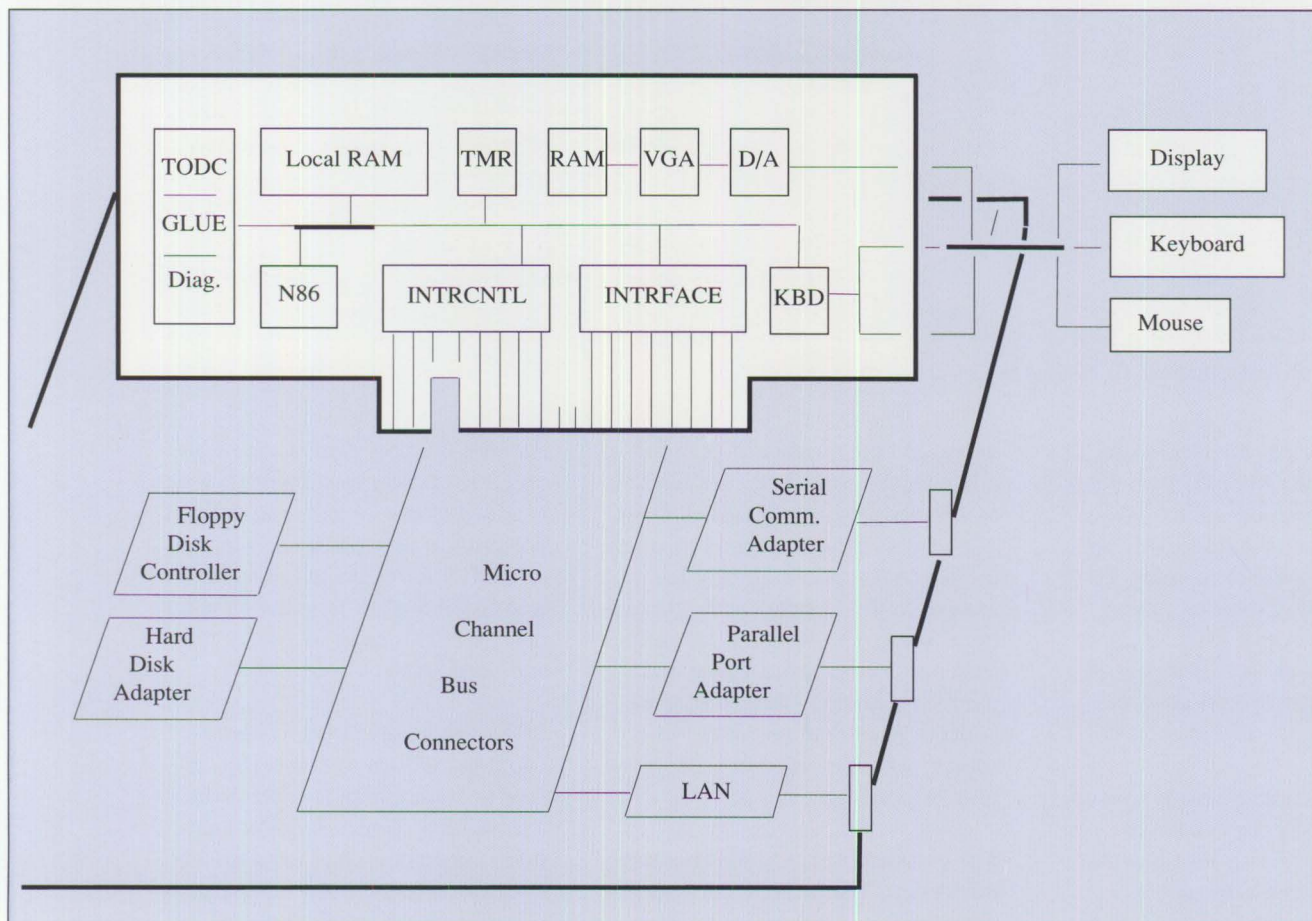 TODC
GLUE
Diag.
Local RAM
TMR
RAM
VGA
D/A
N86
INTRCNTL
INTRFACE
KBD
Display
Keyboard
Mouse
Floppy
Disk
Controller
Hard
Disk
Adapter
Micro
Channel
Bus
Connectors
Serial
Comm.
Adapter
Parallel
Port
Adapter
LAN